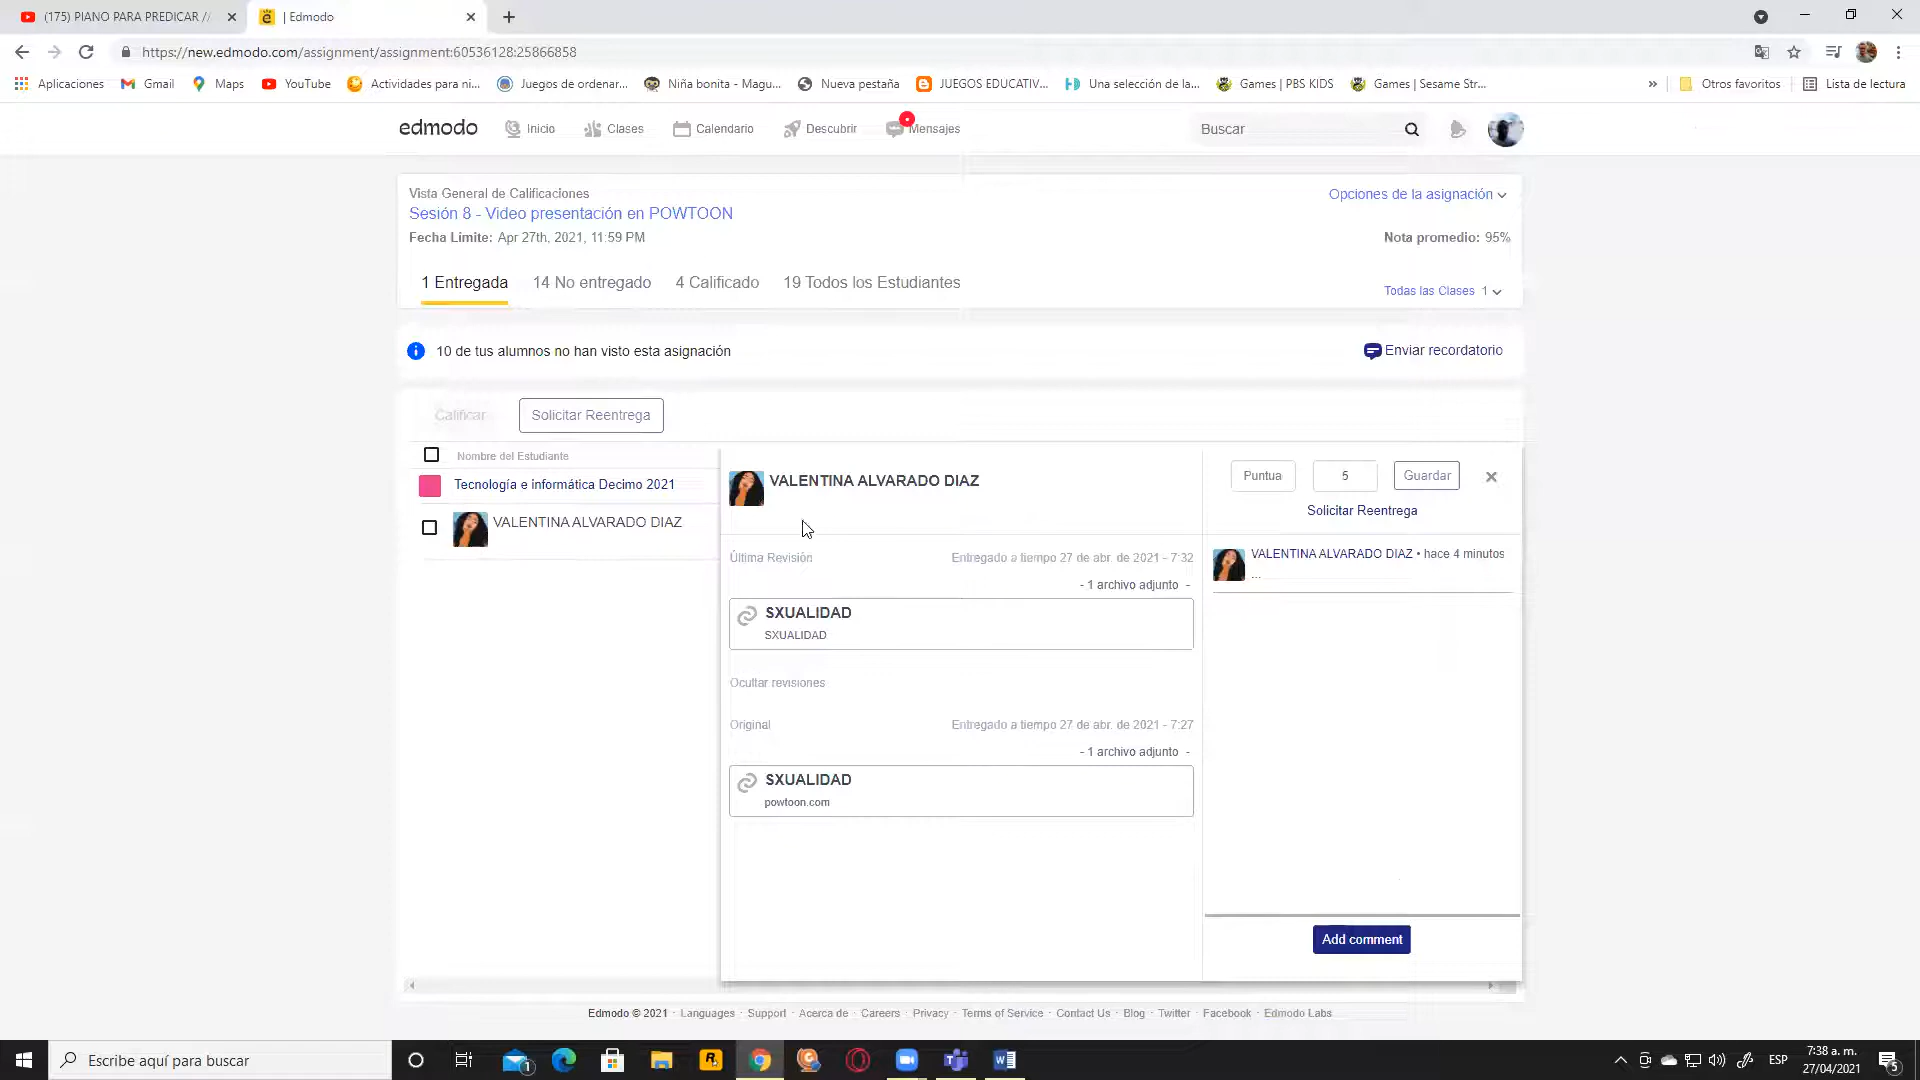 (175) PIANO PARA PREDICAR //
| Edmodo
https://new.edmodo.com/assignment/assignment:60536128:25866858
Aplicaciones
Gmail
Maps
YouTube
Actividades para ni...
Juegos de ordenar...
Niña bonita - Magu...
Nueva pestaña
JUEGOS EDUCATIV...
Una selección de la...
Games | PBS KIDS
Games | Sesame Str...
»
Otros favoritos
Lista de lectura
edmodo
Inicio
Clases
Calendario
Descubrir
Mensajes
Buscar
Vista General de Calificaciones
Opciones de la asignación
Sesión 8 - Video presentación en POWTOON
Fecha Limite: Apr 27th, 2021, 11:59 PM
Nota promedio: 95%
1 Entregada
14 No entregado
4 Calificado
19 Todos los Estudiantes
Todas las Clases 1
10 de tus alumnos no han visto esta asignación
Enviar recordatorio
Calificar
Solicitar Reentrega
Nombre del Estudiante
Tecnología e informática Decimo 2021
VALENTINA ALVARADO DIAZ
VALENTINA ALVARADO DIAZ
Última Revisión
Entregado a tiempo 27 de abr. de 2021 - 7:32
- 1 archivo adjunto -
SXUALIDAD
SXUALIDAD
Ocultar revisiones
Original
Entregado a tiempo 27 de abr. de 2021 - 7:27
- 1 archivo adjunto -
SXUALIDAD
powtoon.com
Puntua
5
Guardar
Solicitar Reentrega
VALENTINA ALVARADO DIAZ • hace 4 minutos
...
Add comment
Edmodo © 2021 · Languages · Support · Acerca de · Careers · Privacy · Terms of Service · Contact Us · Blog · Twitter · Facebook · Edmodo Labs
Escribe aquí para buscar
1
ESP
7:38 a. m.
27/04/2021
5